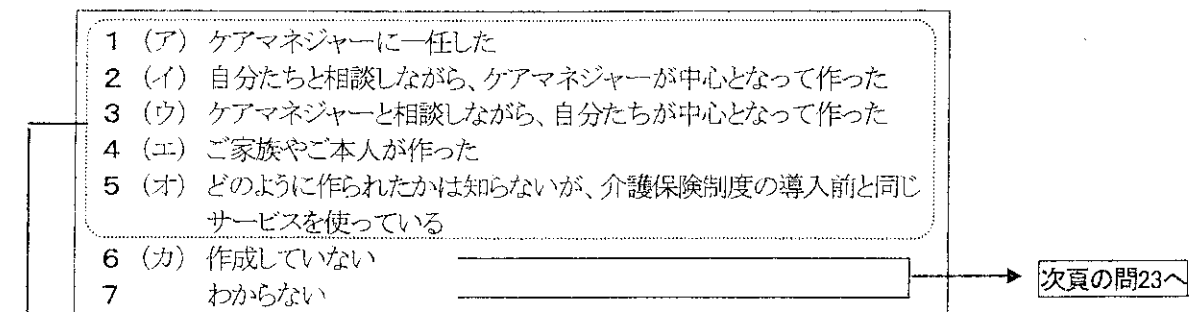 1 (ア) ケアマネジャーに一任した
2 (イ) 自分たちと相談しながら、ケアマネジャーが中心となって作った
3 (ウ) ケアマネジャーと相談しながら、自分たちが中心となって作った
4 (エ) ご家族やご本人が作った
5 (オ) どのように作られたかは知らないが、介護保険制度の導入前と同じ
サービスを使っている
6 (カ) 作成していない
7 わからない
次頁の問23へ